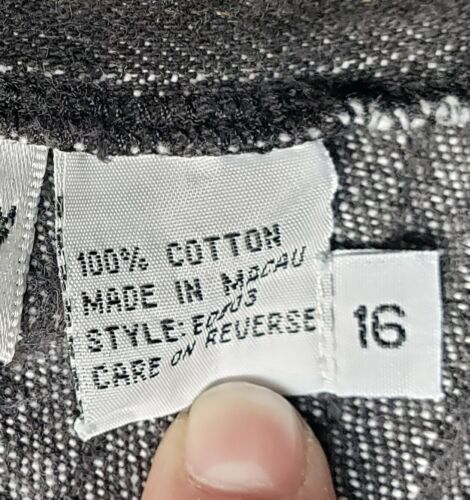 100% COTTON
MADE IN MACAU
STYLE:
CARE ON REVERSE
16